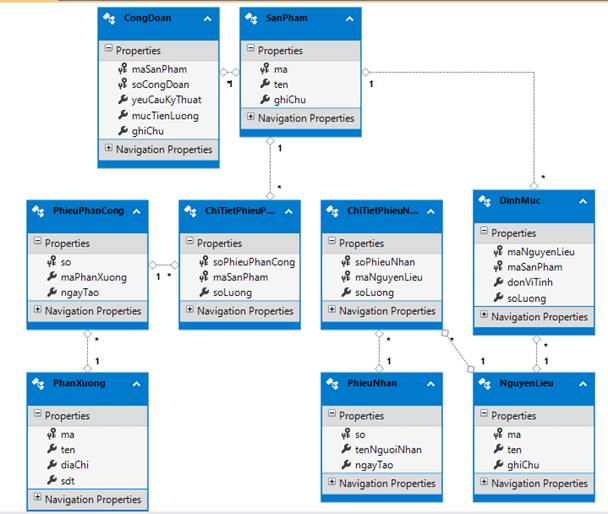 CongDoan
Properties
maSanPham
soCongDoan
yeuCauKyThuat
mucTienLuong
ghiChu
Navigation Properties
SanPham
Properties
ma
ten
ghiChu
Navigation Properties
*1
1
1
*
*
PhieuPhanCong
Properties
so
maPhanXuong
ngayTao
Navigation Properties
1 *
ChiTietPhieuP...
Properties
soPhieuPhanCong
maSanPham
soLuong
Navigation Properties
ChiTietPhieuN...
Properties
soPhieuNhan
maNguyenLieu
soLuong
Navigation Properties
DinhMuc
Properties
maNguyenLieu
maSanPham
donViTinh
soLuong
Navigation Properties
*
1
*
1
*
1
*
1
PhanXuong
Properties
ma
ten
diaChi
sdt
Navigation Properties
PhieuNhan
Properties
so
tenNguoiNhan
ngayTao
Navigation Properties
NguyenLieu
Properties
ma
ten
ghiChu
Navigation Properties